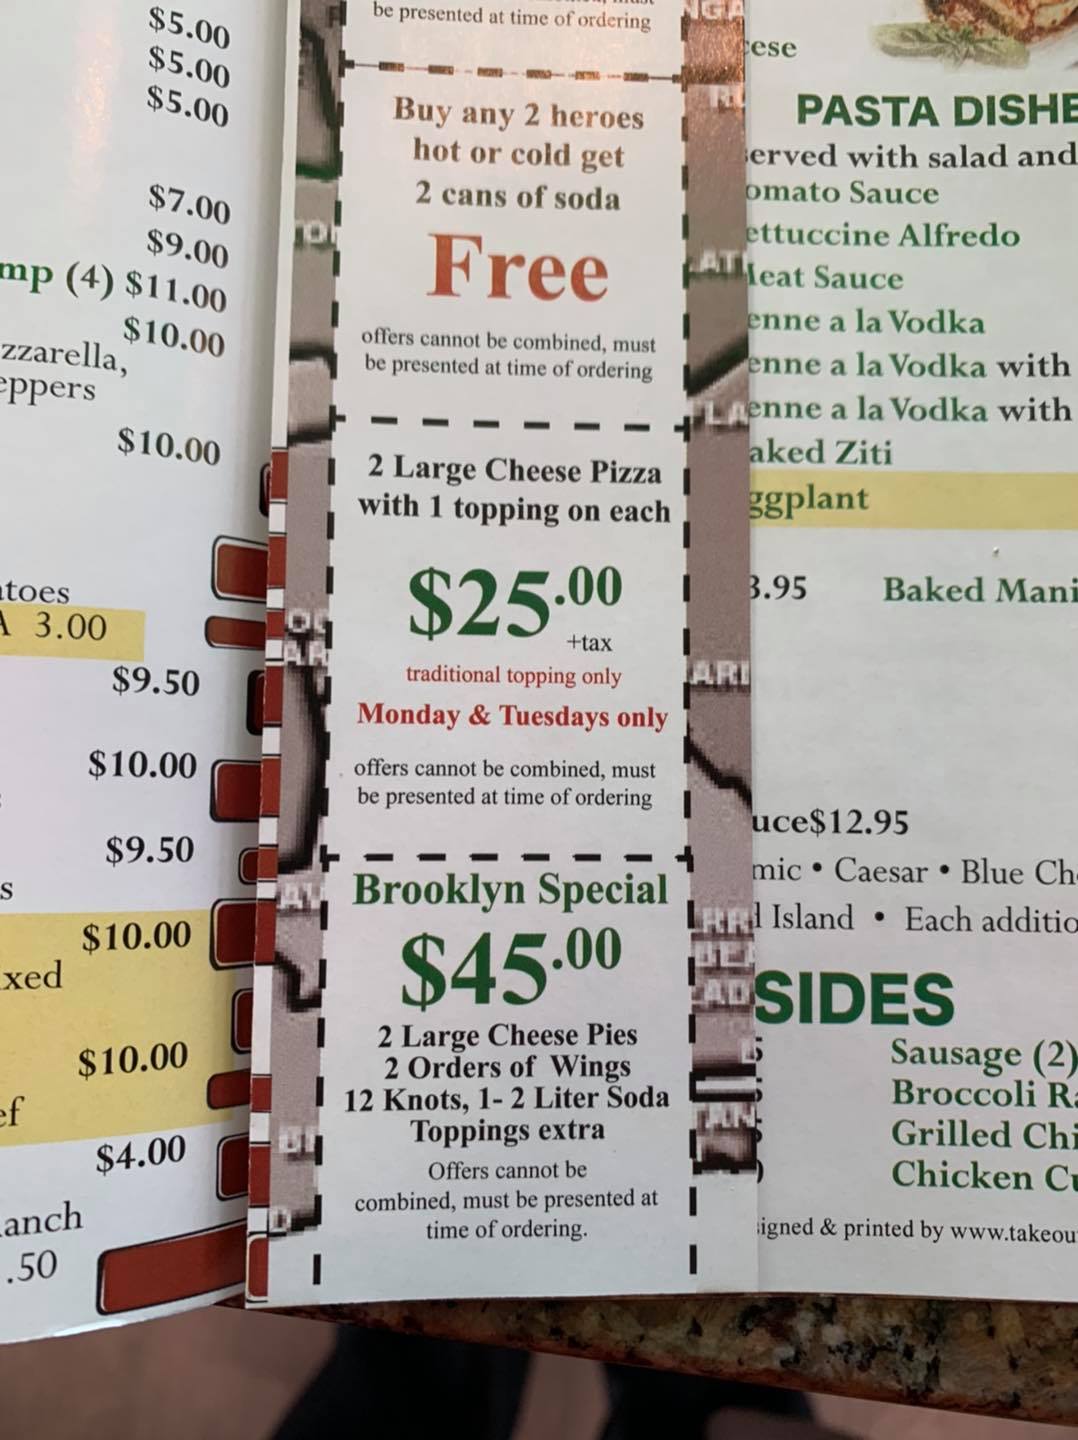 $5.00
$5.00
$5.00
$7.00
$9.00
mp (4) $11.00
$10.00
zzarella,
eppers
$10.00
atoes
A 3.00
$9.50
$10.00
$9.50
s
$10.00
xed
$10.00
ef
$4.00
anch
.50
be presented at time of ordering
Buy any 2 heroes
hot or cold get
2 cans of soda
Free
offers cannot be combined, must
be presented at time of ordering
2 Large Cheese Pizza
with 1 topping on each
$25.00
+tax
traditional topping only
Monday & Tuesdays only
offers cannot be combined, must
be presented at time of ordering
Brooklyn Special
$45.00
2 Large Cheese Pies
2 Orders of Wings
12 Knots, 1- 2 Liter Soda
Toppings extra
Offers cannot be
combined, must be presented at
time of ordering.
ese
PASTA DISHE
erved with salad and
omato Sauce
ettuccine Alfredo
leat Sauce
enne a la Vodka
enne a la Vodka with
enne a la Vodka with
aked Ziti
ggplant
3.95 Baked Mani
uce$12.95
mic • Caesar • Blue Ch
d Island • Each additio
SIDES
Sausage (2)
Broccoli Ra
Grilled Chi
Chicken Cu
igned & printed by www.takeou